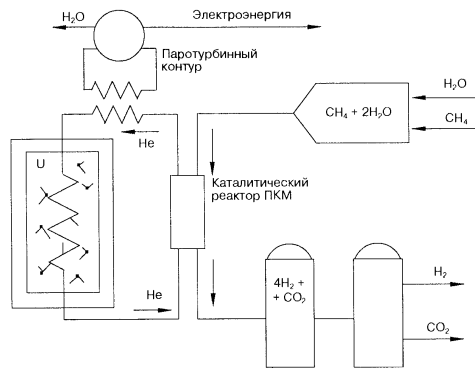 H₂O
Электроэнергия
Паротурбинный
контур
H₂O
CH₄ + 2H₂O
CH₄
He
U
Каталитический
реактор ПКМ
He
4H₂ +
+ CO₂
H₂
CO₂